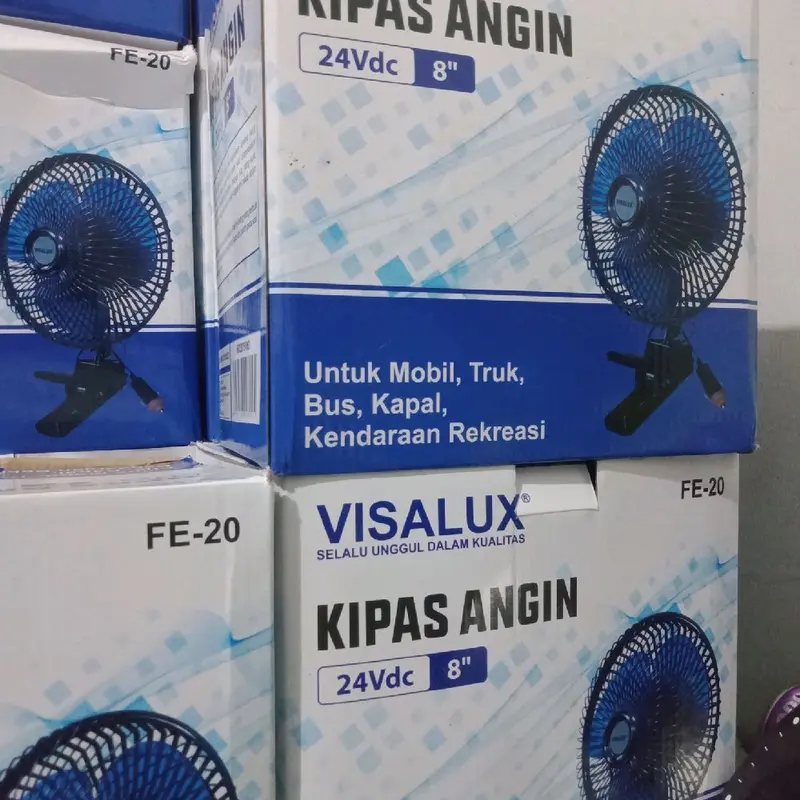 KIPAS ANGIN
24Vdc 8"
FE-20
ANGIN
VISALUX
Untuk Mobil, Truk,
Bus, Kapal,
Kendaraan Rekreasi
FE-20
VISALUX®
SELALU UNGGUL DALAM KUALITAS
FE-20
KIPAS ANGIN
24Vdc 8"